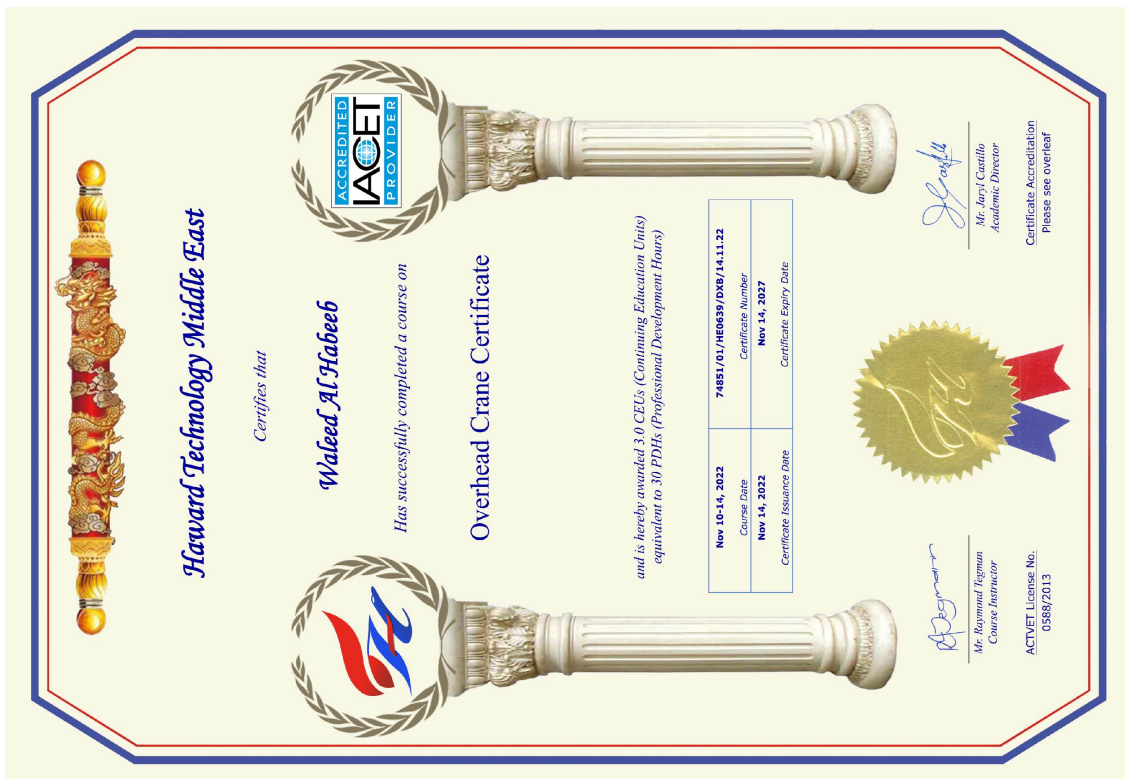 Haward Technology Middle East
Certifies that
ACCREDITED
IACET
PROVIDER
Waleed Al Habeeb
Has successfully completed a course on
Overhead Crane Certificate
and is hereby awarded 3.0 CEUs (Continuing Education Units)
equivalent to 30 PDHs (Professional Development Hours)
Nov 10-14, 2022 74851/01/HE0639/DXB/14.11.22
Course Date Certificate Number
Nov 14, 2022 Nov 14, 2027
Certificate Issuance Date Certificate Expiry Date
Mr. Raymond Tegman
Course Instructor
Mr. Jaryl Castillo
Academic Director
ACTVET License No.
0588/2013
Certificate Accreditation
Please see overleaf